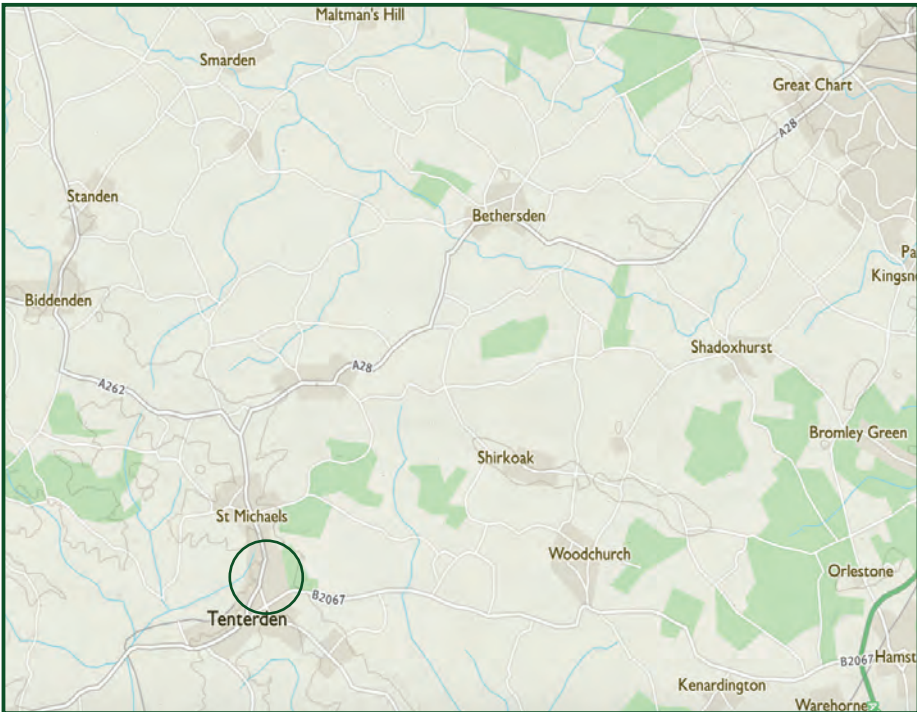 Maltman's Hill
Smarden
Great Chart
A28
Standen
Bethersden
Pa
Kingsn
Biddenden
Shadoxhurst
A28
A262
Bromley Green
Shirkoak
St Michaels
Woodchurch
Orlestone
B2067
Tenterden
B2067
Hamst
Kenardington
Warehorne